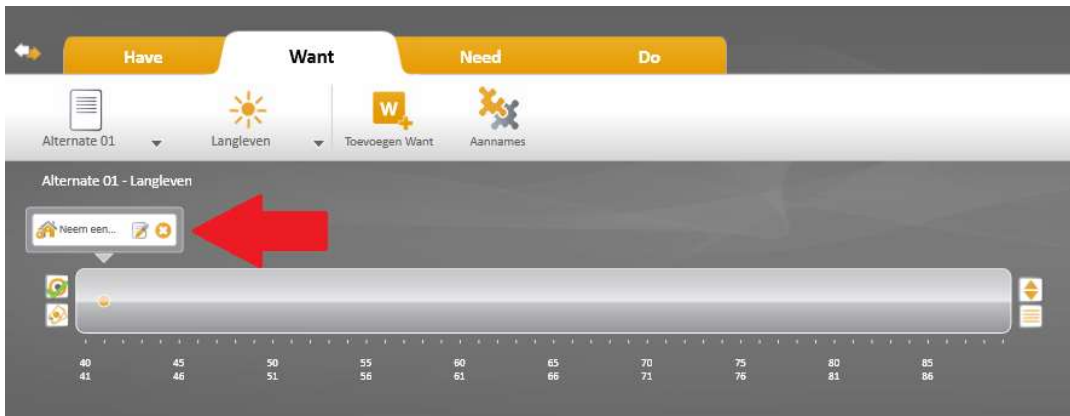 Have Want Need Do
W
Alternate 01 Langleven Toevoegen Want Aannames
Alternate 01 - Langleven
Neem een...
40 45 50 55 60 65 70 75 80 85
41 46 51 56 61 66 71 76 81 86